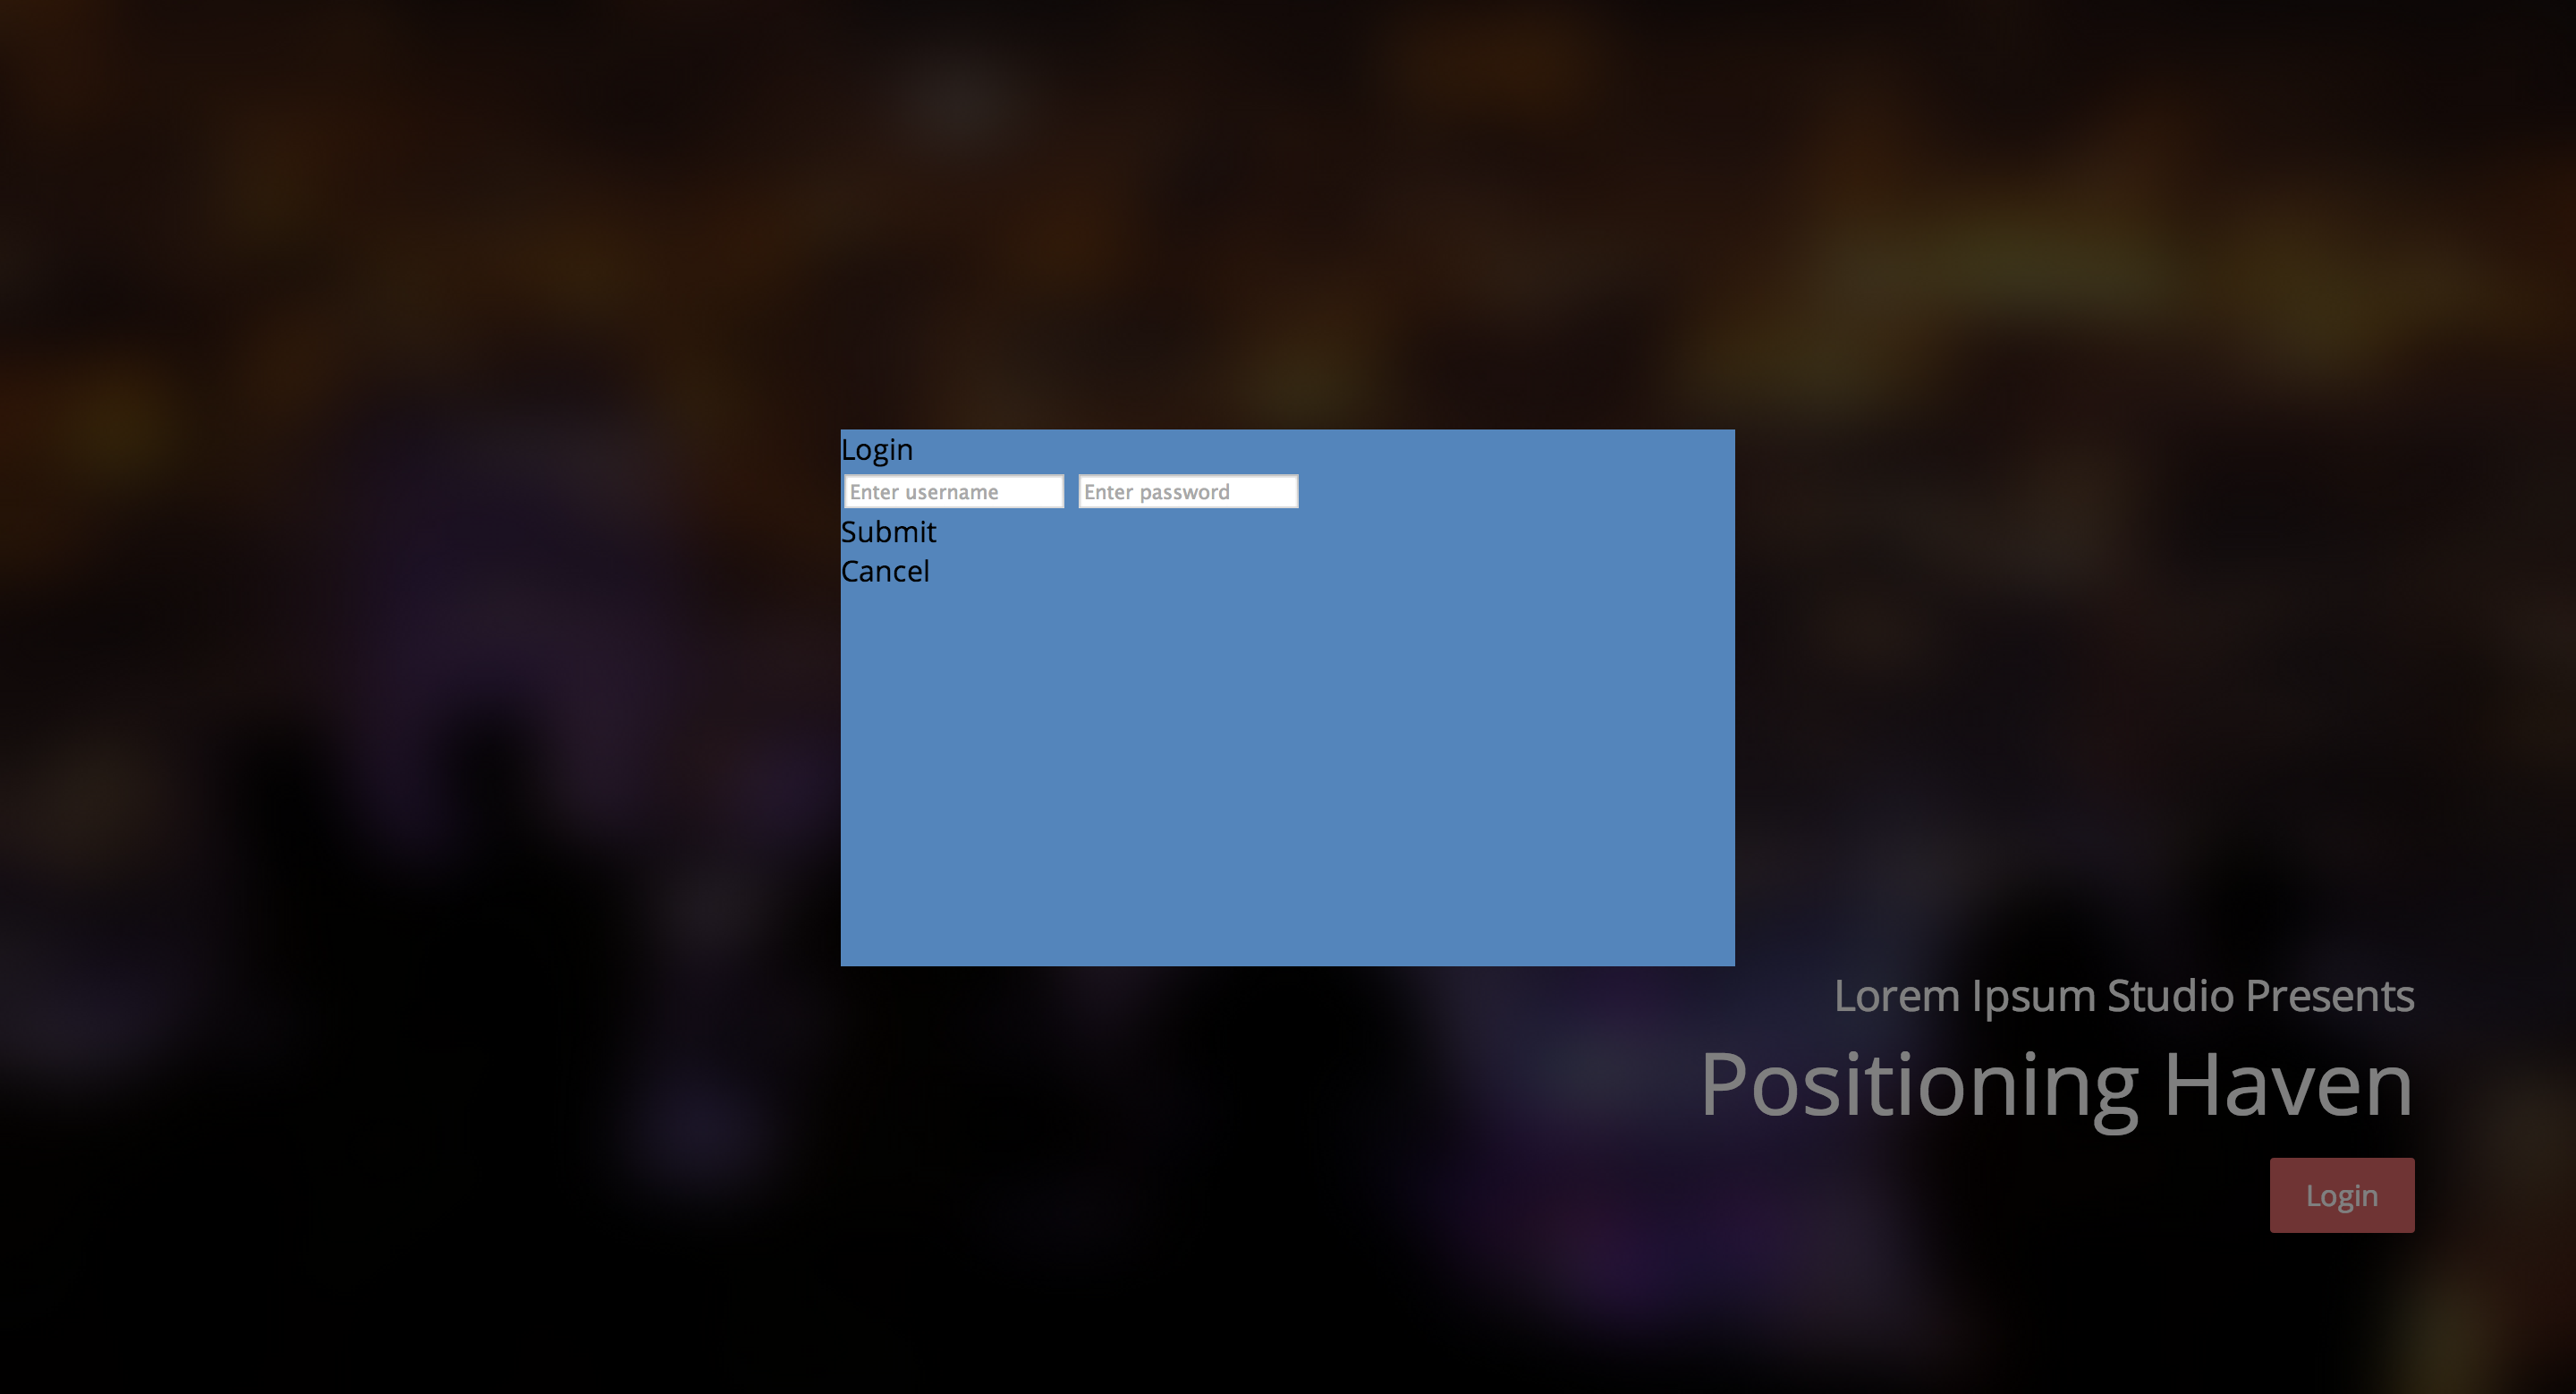 Login
Enter username Enter password
Submit
Cancel
Lorem Ipsum Studio Presents
Positioning Haven
Login